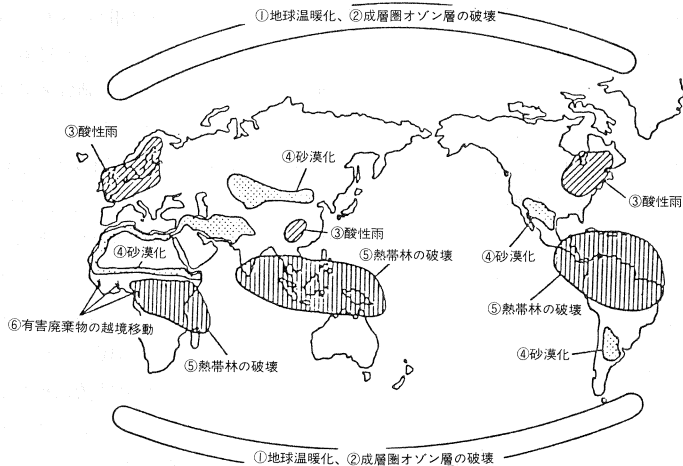 ①地球温暖化、②成層圏オゾン層の破壊
③酸性雨
④砂漠化
③酸性雨
③酸性雨
④砂漠化
④砂漠化
⑤熱帯林の破壊
⑤熱帯林の破壊
⑥有害廃棄物の越境移動
④砂漠化
⑤熱帯林の破壊
①地球温暖化、②成層圏オゾン層の破壊